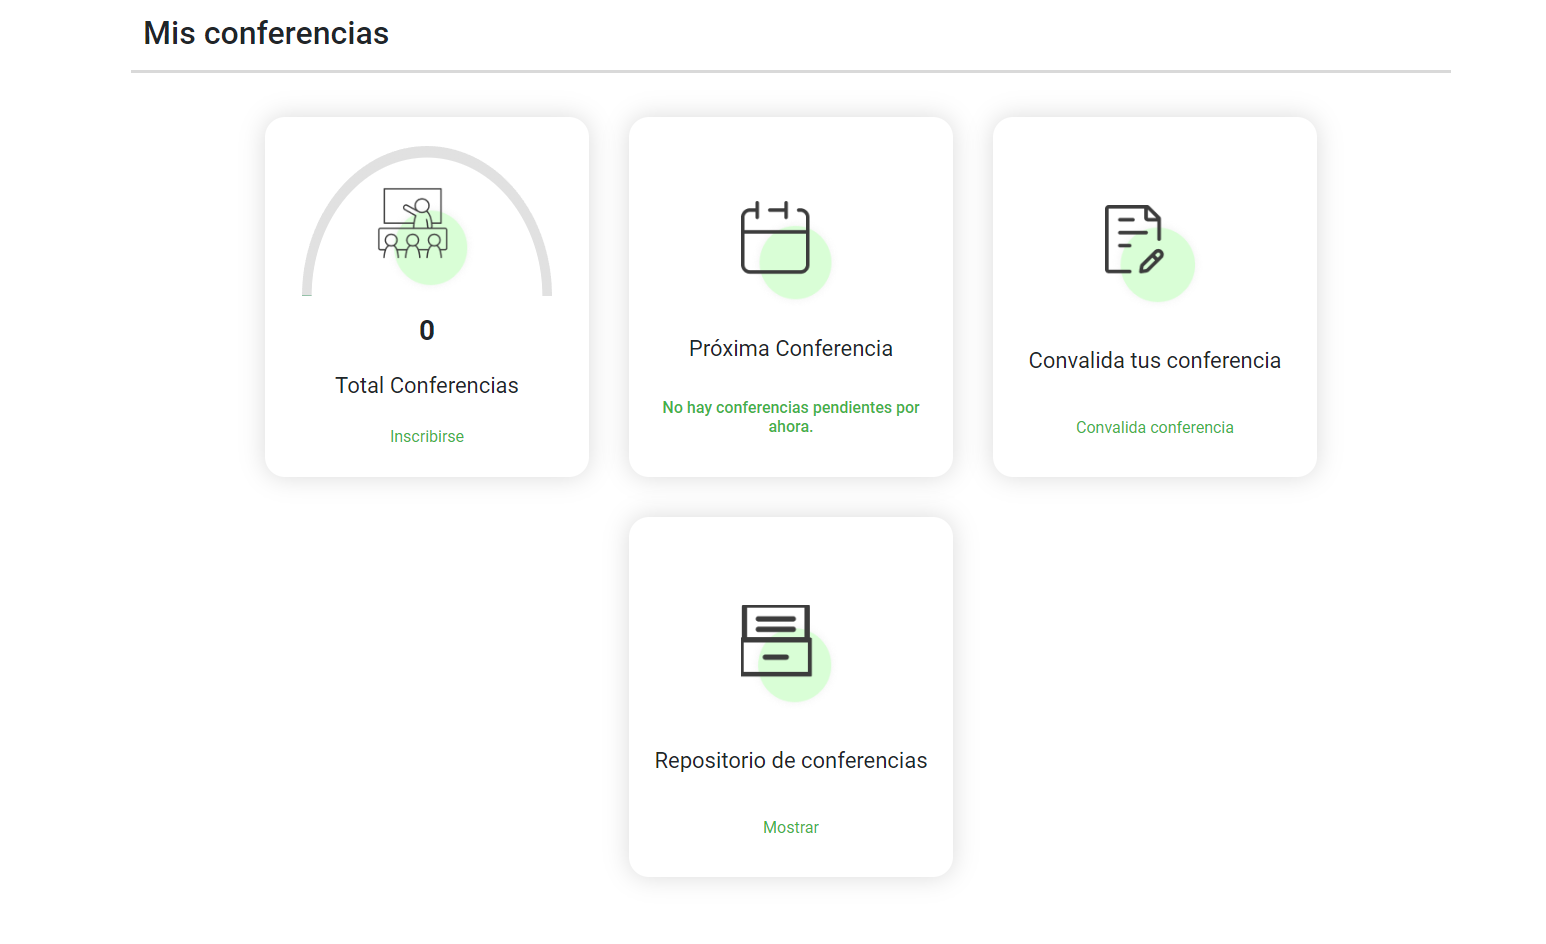 Mis conferencias
0
Total Conferencias
Inscribirse
Próxima Conferencia
No hay conferencias pendientes por
ahora.
Convalida tus conferencia
Convalida conferencia
Repositorio de conferencias
Mostrar